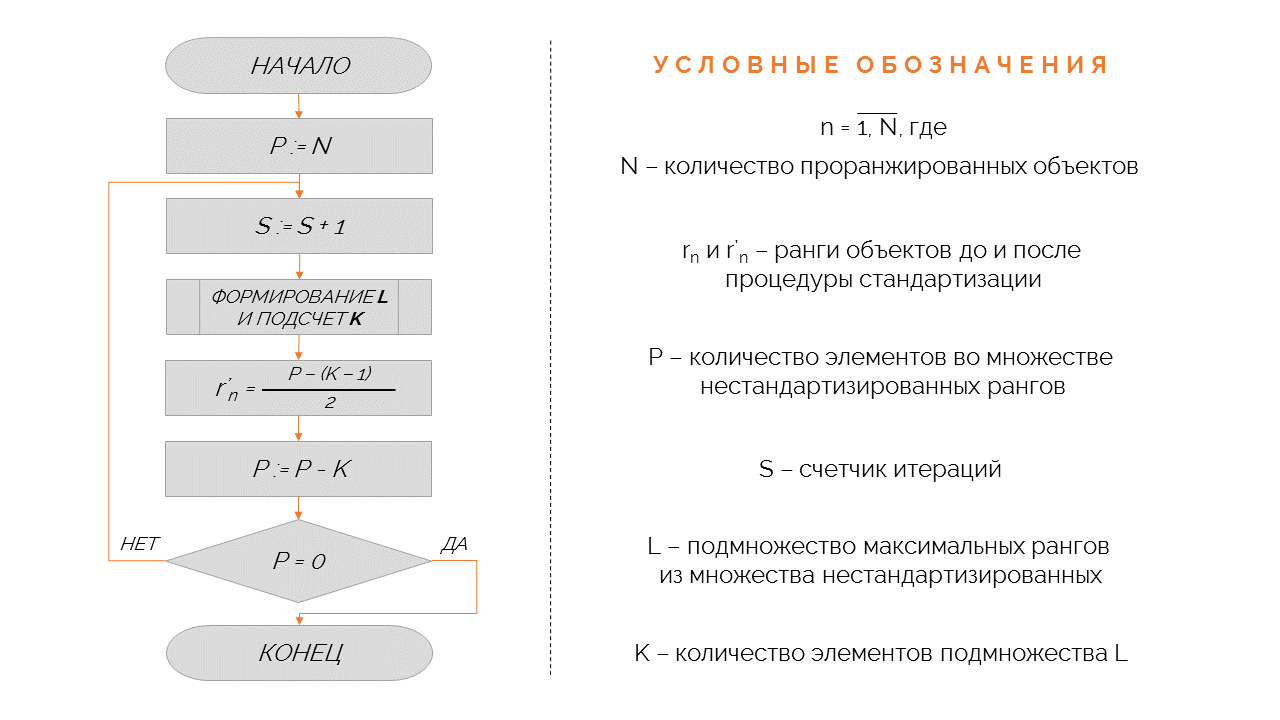 НАЧАЛО
P := N
S := S + 1
ФОРМИРОВАНИЕ L
И ПОДСЧЕТ K
r'n = P – (K – 1) / 2
P := P – K
НЕТ
ДА
P = 0
КОНЕЦ
УСЛОВНЫЕ ОБОЗНАЧЕНИЯ
n = 1, N, где
N – количество проранжированных объектов
rn и r'n – ранги объектов до и после
процедуры стандартизации
P – количество элементов во множестве
нестандартизированных рангов
S – счетчик итераций
L – подмножество максимальных рангов
из множества нестандартизированных
K – количество элементов подмножества L